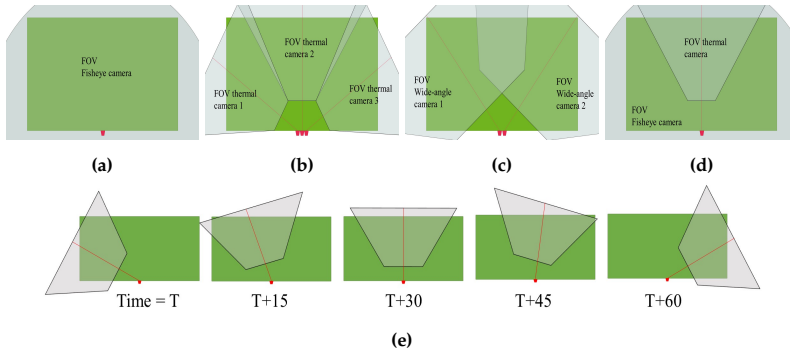 FOV
Fisheye camera
FOV thermal
camera 2
FOV thermal
camera 1
FOV thermal
camera 3
FOV
Wide-angle
camera 1
FOV
Wide-angle
camera 2
FOV thermal
camera
FOV
Fisheye camera
(a)
(b)
(c)
(d)
Time = T
T+15
T+30
T+45
T+60
(e)